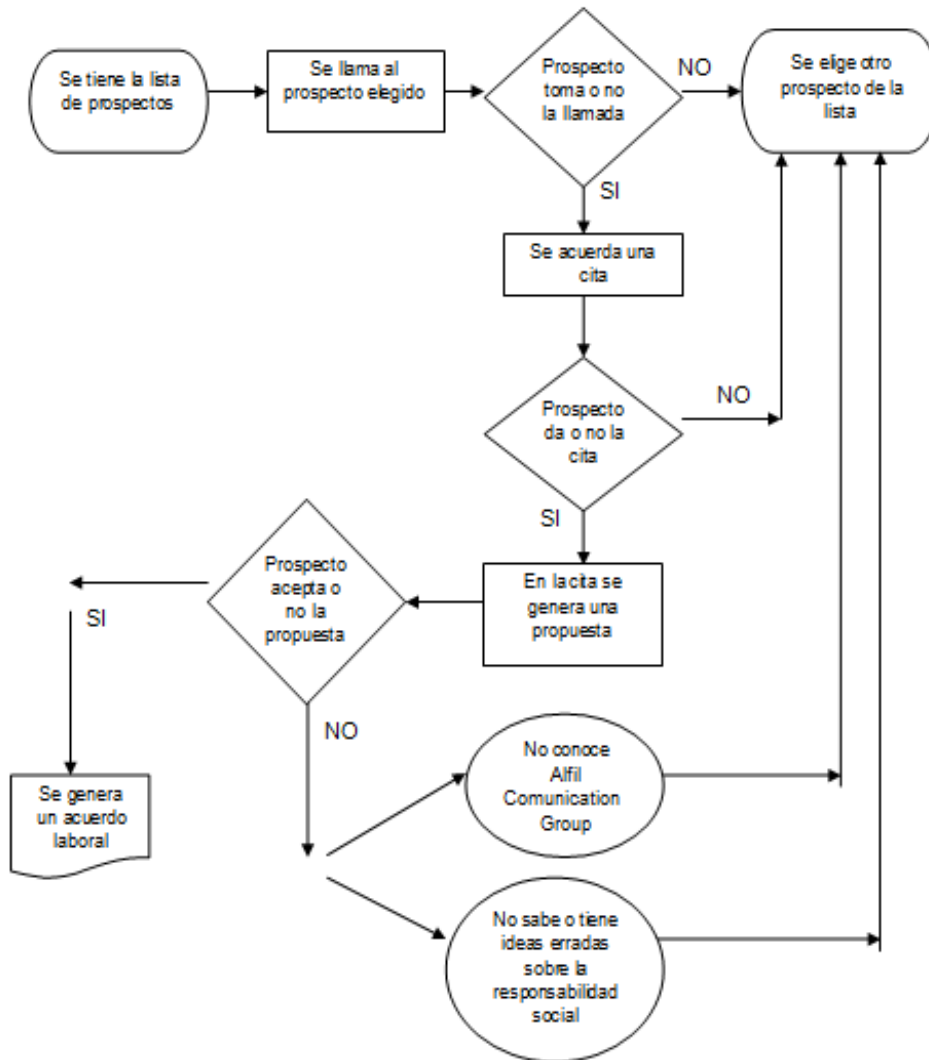 Se tiene la lista
de prospectos
Se llama al
prospecto elegido
Prospecto
toma o no
la llamada
NO
Se elige otro
prospecto de la
lista
SI
Se acuerda una
cita
Prospecto
da o no la
cita
NO
SI
En la cita se
genera una
propuesta
Prospecto
acepta o
no la
propuesta
SI
NO
Se genera
un acuerdo
laboral
No conoce
Alfil
Comunication
Group
No sabe o tiene
ideas erradas
sobre la
responsabilidad
social